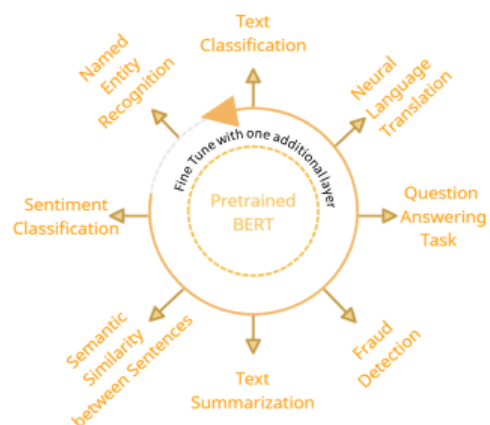 Text
Classification
Neural
Language
Translation
Question
Answering
Task
Fraud
Detection
Text
Summarization
Semantic
Similarity
between Sentences
Sentiment
Classification
Named
Entity
Recognition
Fine Tune with one additional layer
Pretrained
BERT